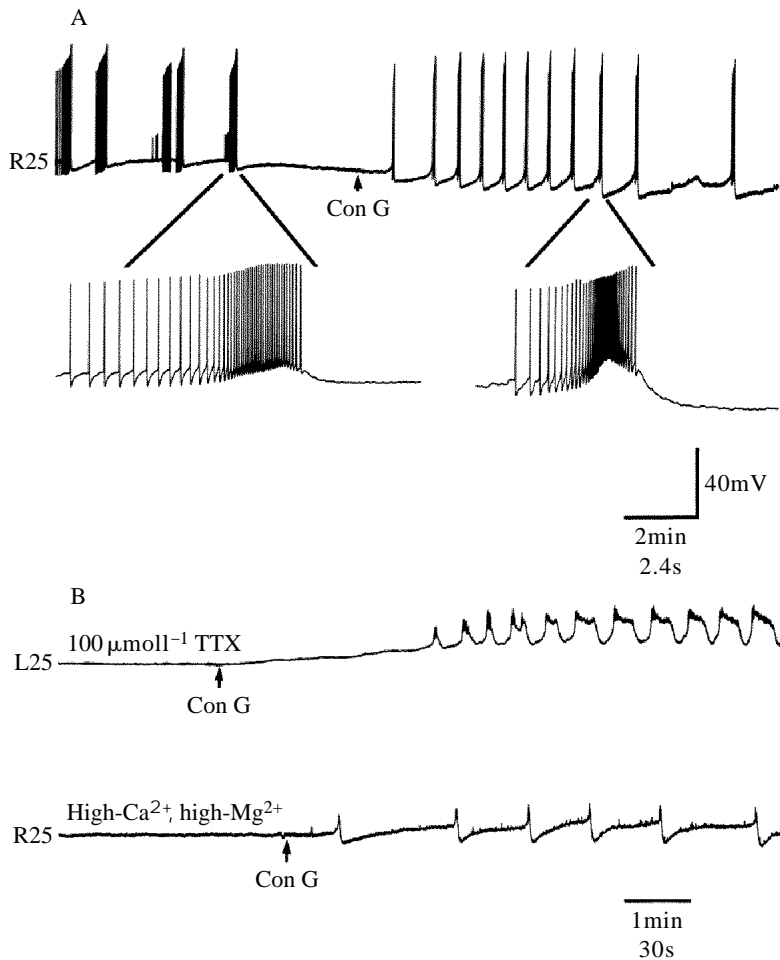 A
R25
Con G
40mV
2min
2.4s
B
100 μmoll⁻¹ TTX
L25
Con G
High-Ca²⁺, high-Mg²⁺
R25
Con G
1min
30s